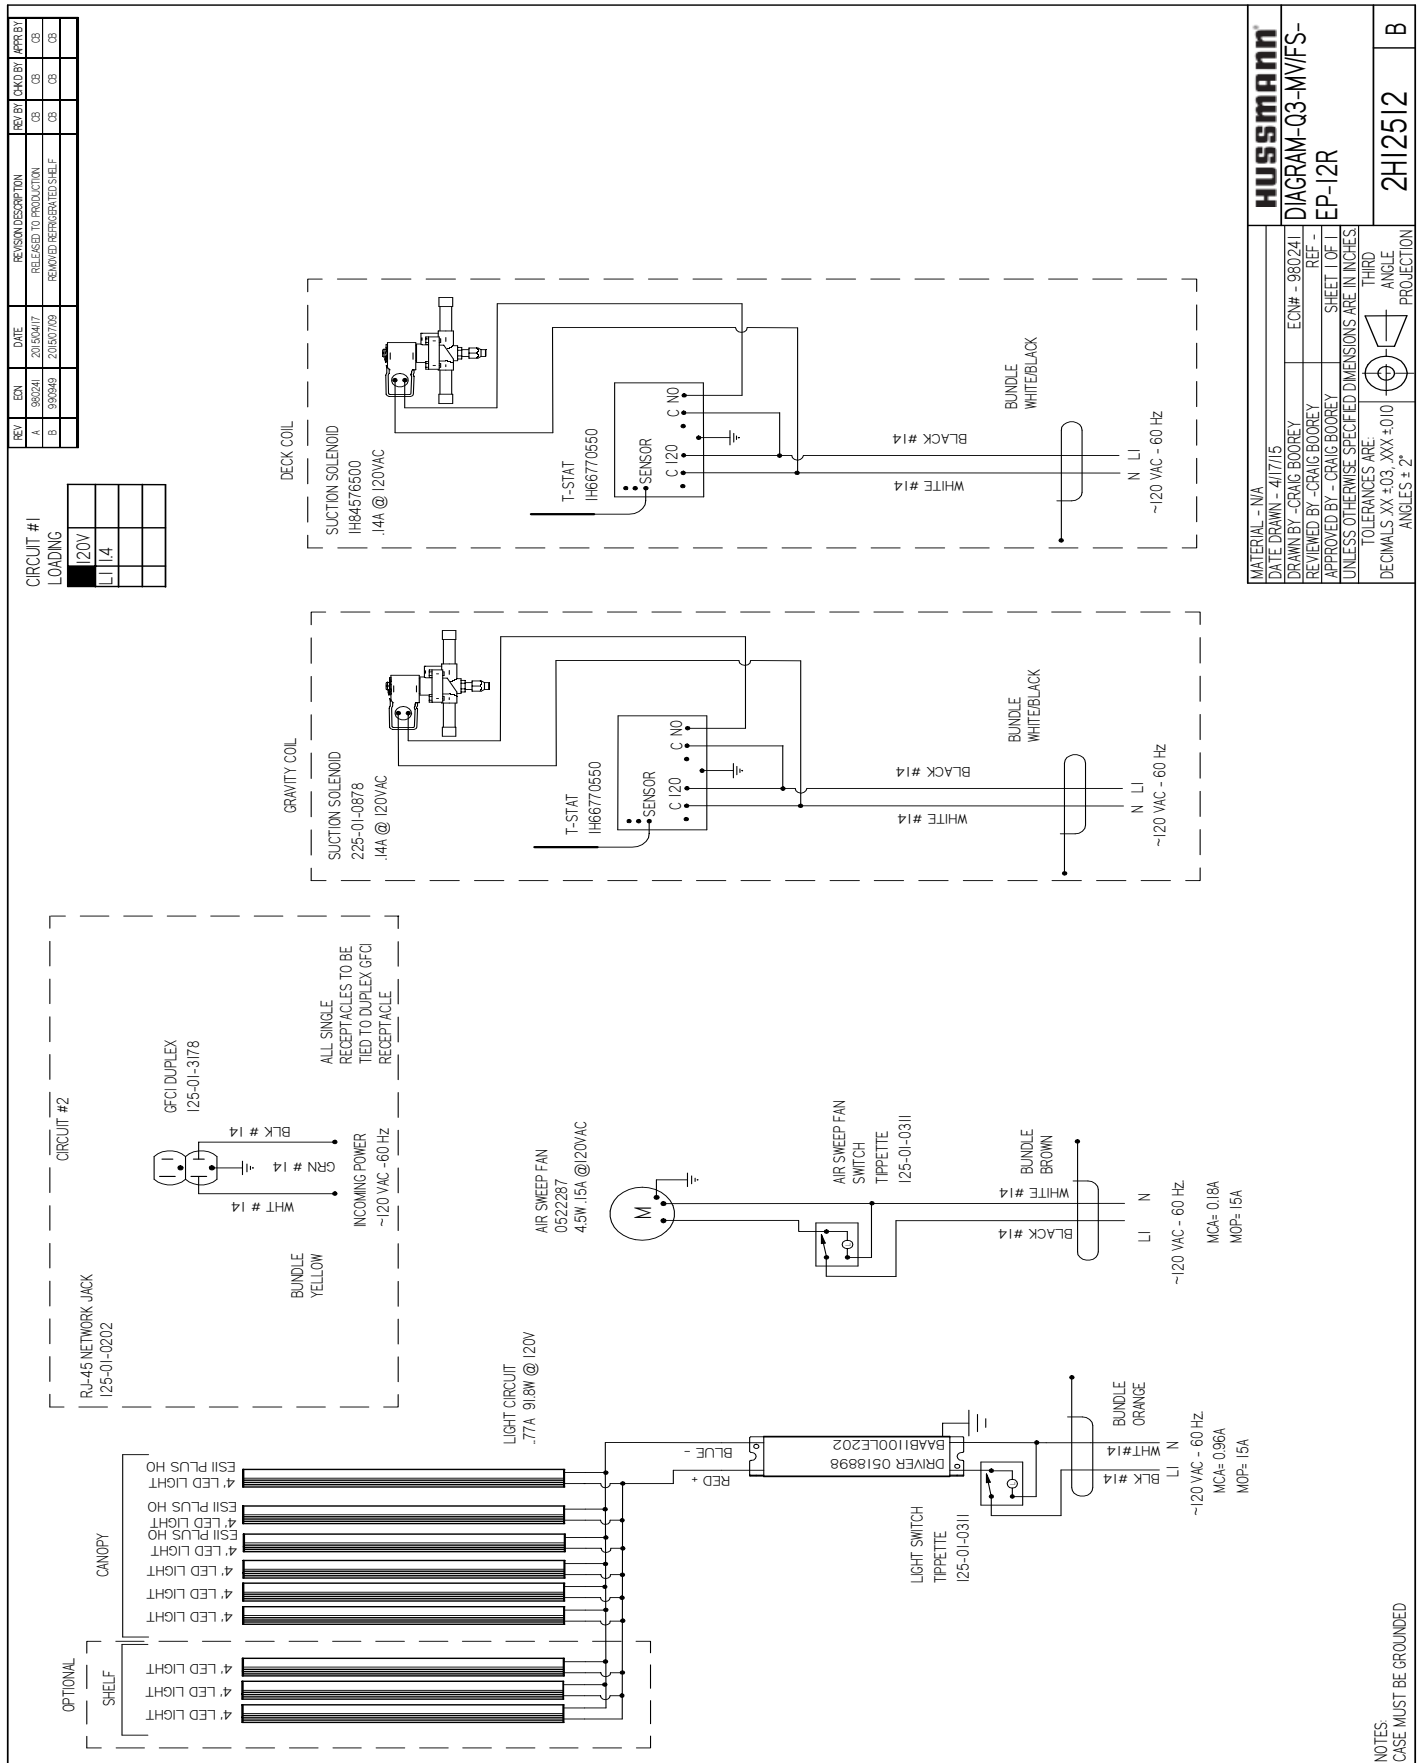 REV ECN DATE REVISION DESCRIPTION REV BY CHK'D BY APPR BY
A 980241 2015/04/17 RELEASED TO PRODUCTION CB CB CB
B 990949 2015/07/09 REMOVED REFRIGERATED SHELF CB CB CB
CIRCUIT #1
LOADING
120V
L1 1.4
OPTIONAL
SHELF
4', LED LIGHT
4', LED LIGHT
4', LED LIGHT
CANOPY
4', LED LIGHT
4', LED LIGHT
4', LED LIGHT
4', LED LIGHT
ESII PLUS HO
4', LED LIGHT
ESII PLUS HO
4', LED LIGHT
ESII PLUS HO
LIGHT CIRCUIT
.77A 91.8W @ 120V
RED +
BLUE -
DRIVER 0518898
BAAB1100LE202
LIGHT SWITCH
TIPPETTE
125-01-0311
L
BLK #14
WHT#14
BUNDLE
ORANGE
L1 N
~120 VAC - 60 HZ.
MCA= 0.96A
MOP= 15A
CIRCUIT #2
RJ-45 NETWORK JACK
125-01-0202
GFCI DUPLEX
125-01-3178
WHT # 14
GRN # 14
BLK # 14
BUNDLE
YELLOW
INCOMING POWER
~120 VAC -60 HZ
ALL SINGLE
RECEPTACLES TO BE
TIED TO DUPLEX GFCI
RECEPTACLE
AIR SWEEP FAN
0522287
4.5W .15A @120VAC
M
AIR SWEEP FAN
SWITCH
TIPPETTE
125-01-0311
L
BLACK #14
WHITE #14
BUNDLE
BROWN
L1 N
~120 VAC - 60 HZ.
MCA= 0.18A
MOP= 15A
GRAVITY COIL
SUCTION SOLENOID
225-01-0878
.14A @ 120VAC
T-STAT
1H66770550
SENSOR
C 120 C NO
WHITE #14
BLACK #14
BUNDLE
WHITE/BLACK
N L1
~120 VAC - 60 Hz
DECK COIL
SUCTION SOLENOID
1H84576500
.14A @ 120VAC
T-STAT
1H66770550
SENSOR
C 120 C NO
WHITE #14
BLACK #14
BUNDLE
WHITE/BLACK
N L1
~120 VAC - 60 Hz
NOTES:
CASE MUST BE GROUNDED
MATERIAL - N/A
DATE DRAWN - 4/17/15
DRAWN BY -CRAIG BOOREY ECN# - 980241
REVIEWED BY -CRAIG BOOREY REF -
APPROVED BY - CRAIG BOOREY SHEET 1 OF 1
UNLESS OTHERWISE SPECIFIED DIMENSIONS ARE IN INCHES.
TOLERANCES ARE:
DECIMALS .XX ±.03, .XXX ±.010
ANGLES ± 2°
THIRD
ANGLE
PROJECTION
HUSSMANN
DIAGRAM-Q3-MV/FS-
EP-12R
2H12512 B